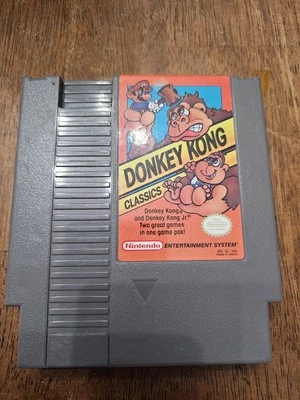 DONKEY KONG
CLASSICS
Donkey Kong®
and Donkey Kong Jr.®
Two great games
in one game pak!
Nintendo ENTERTAINMENT SYSTEM